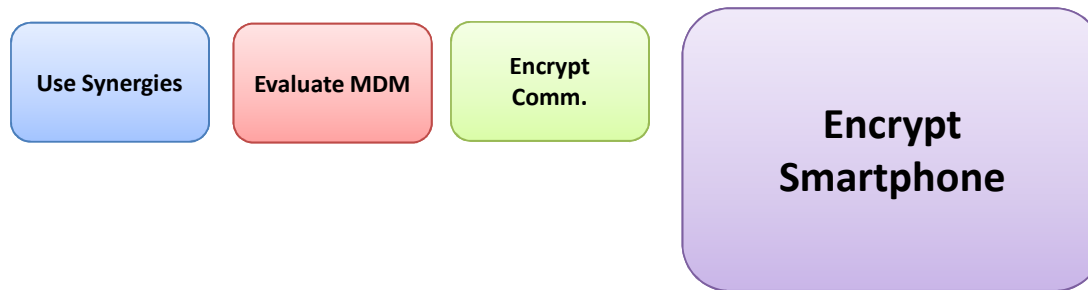 Use Synergies
Evaluate MDM
Encrypt
Comm.
Encrypt
Smartphone